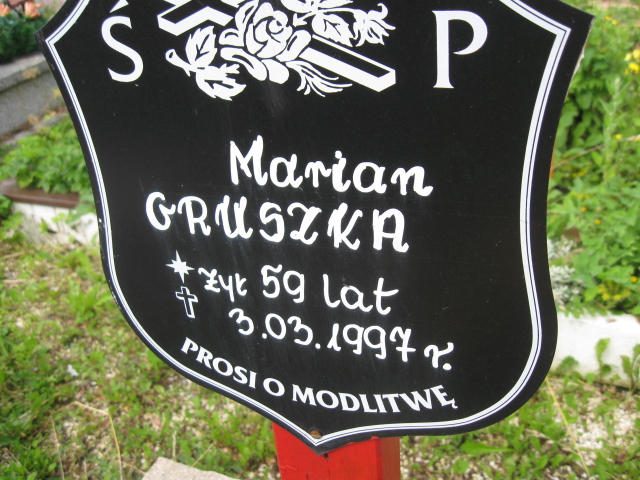 Ś P
Marian
GRUSZKA
żył 59 lat
3.03.1997 r.
PROSI O MODLITWĘ